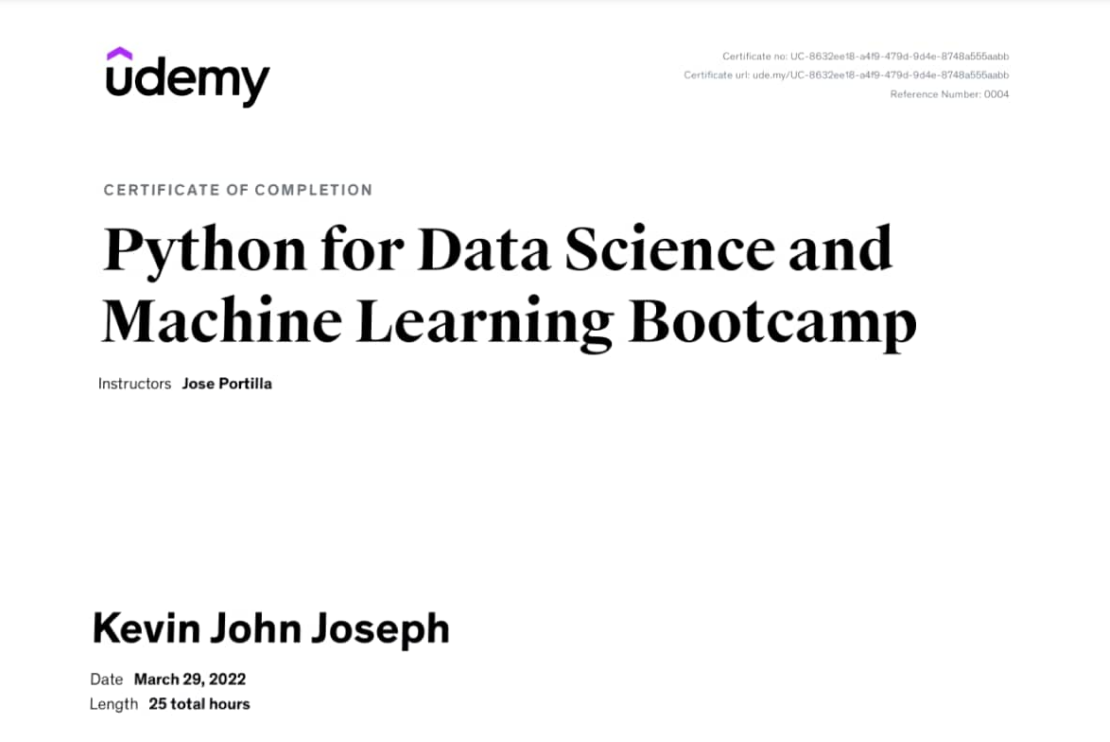 udemy
Certificate no: UC-8632ee18-a4f9-479d-9d4e-8748a555aabb
Certificate url: ude.my/UC-8632ee18-a4f9-479d-9d4e-8748a555aabb
Reference Number: 0004
CERTIFICATE OF COMPLETION
Python for Data Science and
Machine Learning Bootcamp
Instructors Jose Portilla
Kevin John Joseph
Date March 29, 2022
Length 25 total hours